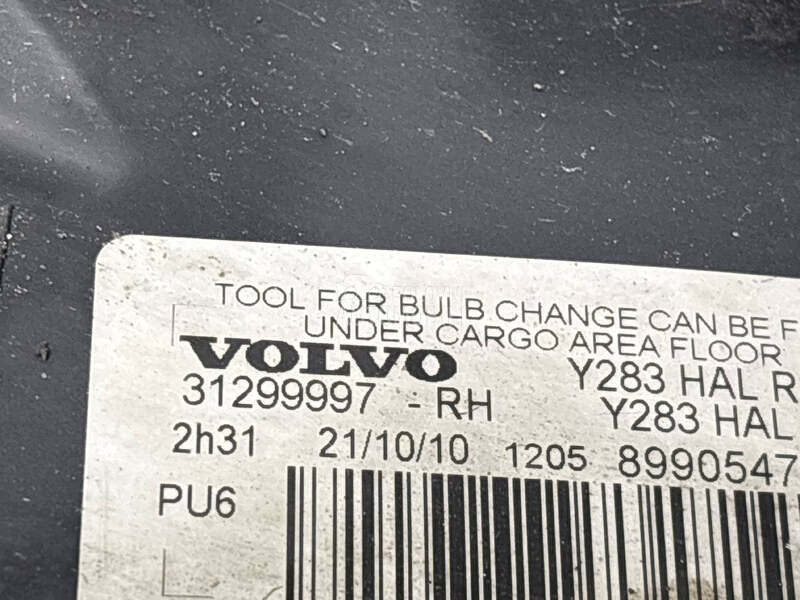 TOOL FOR BULB CHANGE CAN BE F
UNDER CARGO AREA FLOOR
VOLVO Y283 HAL R
31299997 - RH Y283 HAL
2h31 21/10/10 1205 8990547
PU6